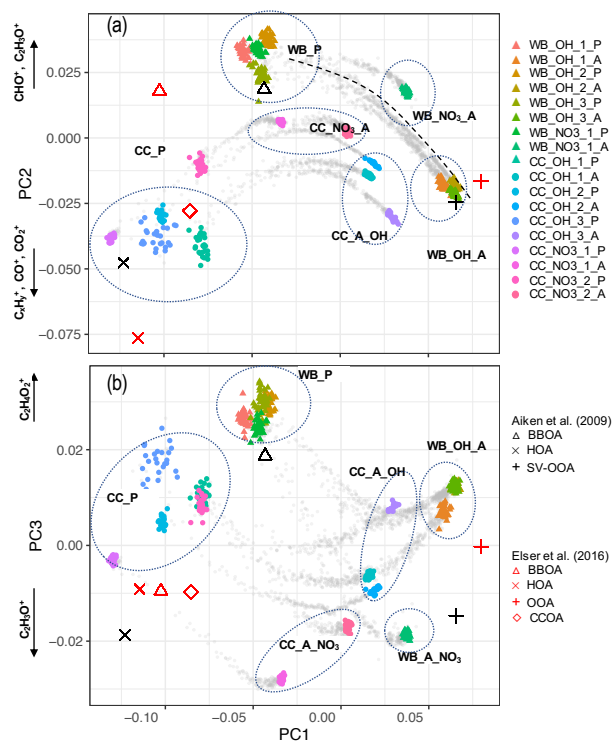 (a)
WB_P
CHO⁺, C₂H₃O⁺
0.025
WB_NO₃_A
CC_NO₃_A
0.000
CC_P
PC2
−0.025
CC_A_OH
WB_OH_A
−0.050
CₓHᵧ⁺, CO⁺, CO₂⁺
−0.075
WB_OH_1_P
WB_OH_1_A
WB_OH_2_P
WB_OH_2_A
WB_OH_3_P
WB_OH_3_A
WB_NO3_1_P
WB_NO3_1_A
CC_OH_1_P
CC_OH_1_A
CC_OH_2_P
CC_OH_2_A
CC_OH_3_P
CC_OH_3_A
CC_NO3_1_P
CC_NO3_1_A
CC_NO3_2_P
CC_NO3_2_A
(b)
WB_P
C₂H₄O₂⁺
0.02
WB_OH_A
CC_A_OH
CC_P
PC3
0.00
C₂H₃O⁺
−0.02
CC_A_NO₃
WB_A_NO₃
−0.10
−0.05
0.00
0.05
PC1
Aiken et al. (2009)
BBOA
HOA
SV-OOA
Elser et al. (2016)
BBOA
HOA
OOA
CCOA